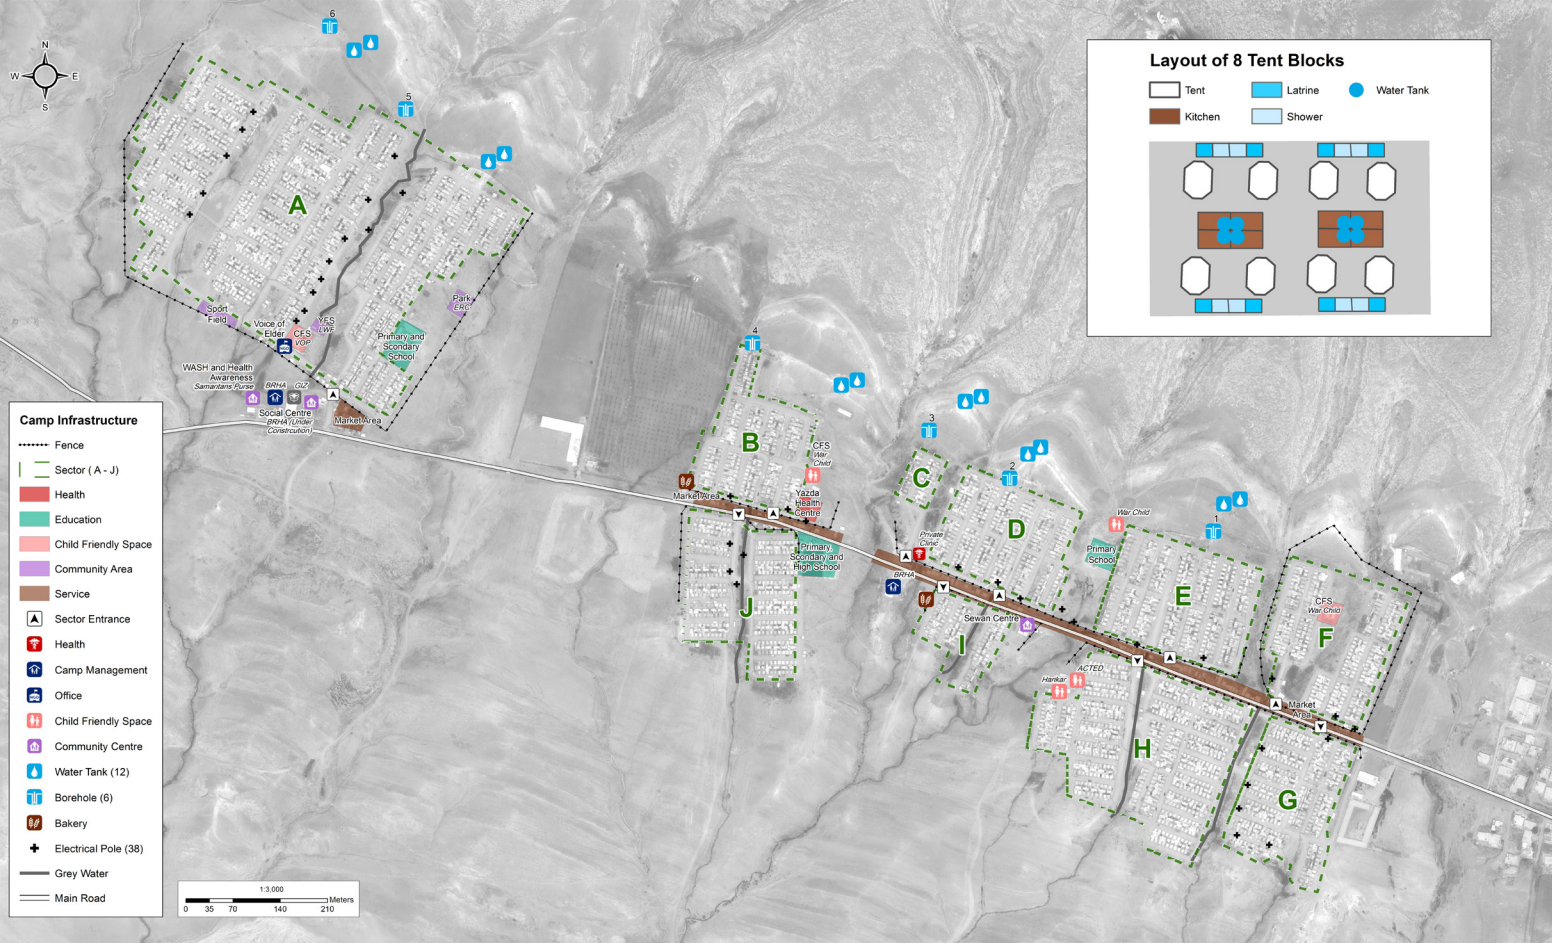 N
W
E
S
6
5
A
Sport
Field
Voice of
Elder
CFS
VOP
YFS
LWF
Park
ERC
Primary and
Scondary
School
WASH and Health
Awareness
Samaritans Purse
BRHA
GIZ
Social Centre
BRHA (Under
Constrcution)
Market Area
4
B
CFS
War
Child
Market Area
Yazda
Health
Centre
Primary
Scondary and
High School
J
3
C
2
D
Private
Clinic
BRHA
Sewan Centre
I
War Child
Primary
School
1
E
CFS
War Child
F
Harikar
ACTED
H
Market
Area
G
Layout of 8 Tent Blocks
Tent
Latrine
Water Tank
Kitchen
Shower
Camp Infrastructure
Fence
Sector ( A - J)
Health
Education
Child Friendly Space
Community Area
Service
Sector Entrance
Health
Camp Management
Office
Child Friendly Space
Community Centre
Water Tank (12)
Borehole (6)
Bakery
Electrical Pole (38)
Grey Water
Main Road
1:3,000
Meters
0 35 70 140 210